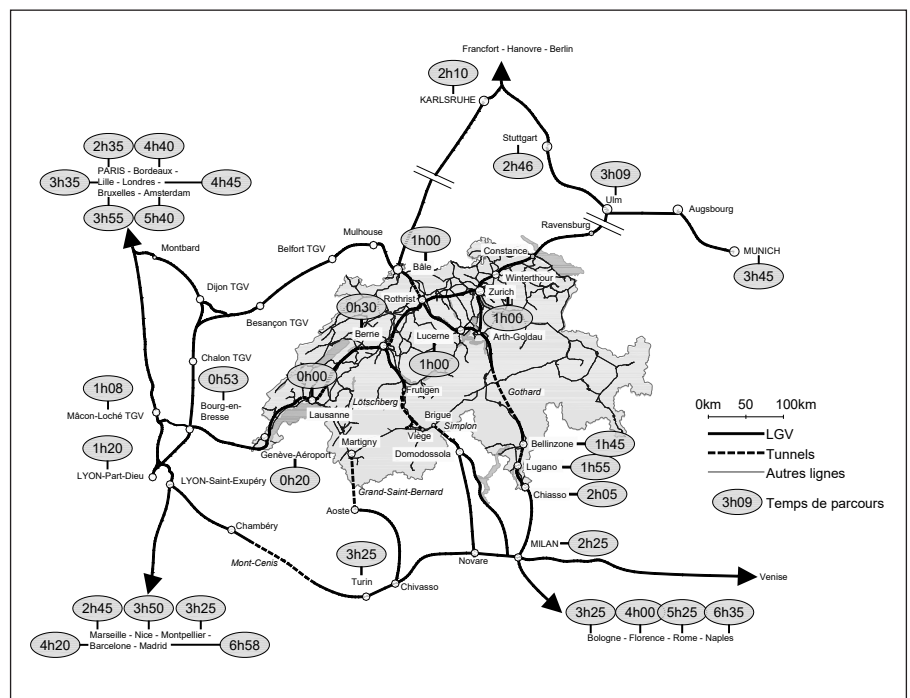 Francfort - Hanovre - Berlin
2h10
KARLSRUHE
Stuttgart
2h46
3h09
Ulm
Augsbourg
Ravensburg
MUNICH
3h45
2h35
4h40
PARIS - Bordeaux -
3h35
Lille - Londres -
4h45
Bruxelles - Amsterdam
3h55
5h40
Montbard
Mulhouse
Belfort TGV
1h00
Bâle
Constance
Winterthour
Dijon TGV
Rothrist
Zurich
Besançon TGV
0h30
1h00
Berne
Lucerne
Arth-Goldau
Chalon TGV
1h00
0h53
0h00
Bourg-en-
Bresse
1h08
Mâcon-Loché TGV
Frutigen
Gothard
Lötschberg
Lausanne
Brigue
Simplon
Viège
Martigny
Domodossola
Bellinzone
1h45
1h20
LYON-Part-Dieu
LYON-Saint-Exupéry
Genève-Aéroport
0h20
Lugano
1h55
Grand-Saint-Bernard
Chiasso
2h05
Aoste
Chambéry
Mont-Cenis
MILAN
2h25
3h25
Turin
Novare
Chivasso
Venise
0km
50
100km
LGV
Tunnels
Autres lignes
3h09
Temps de parcours
2h45
3h50
3h25
Marseille - Nice - Montpellier -
4h20
Barcelone - Madrid
6h58
3h25
4h00
5h25
6h35
Bologne - Florence - Rome - Naples